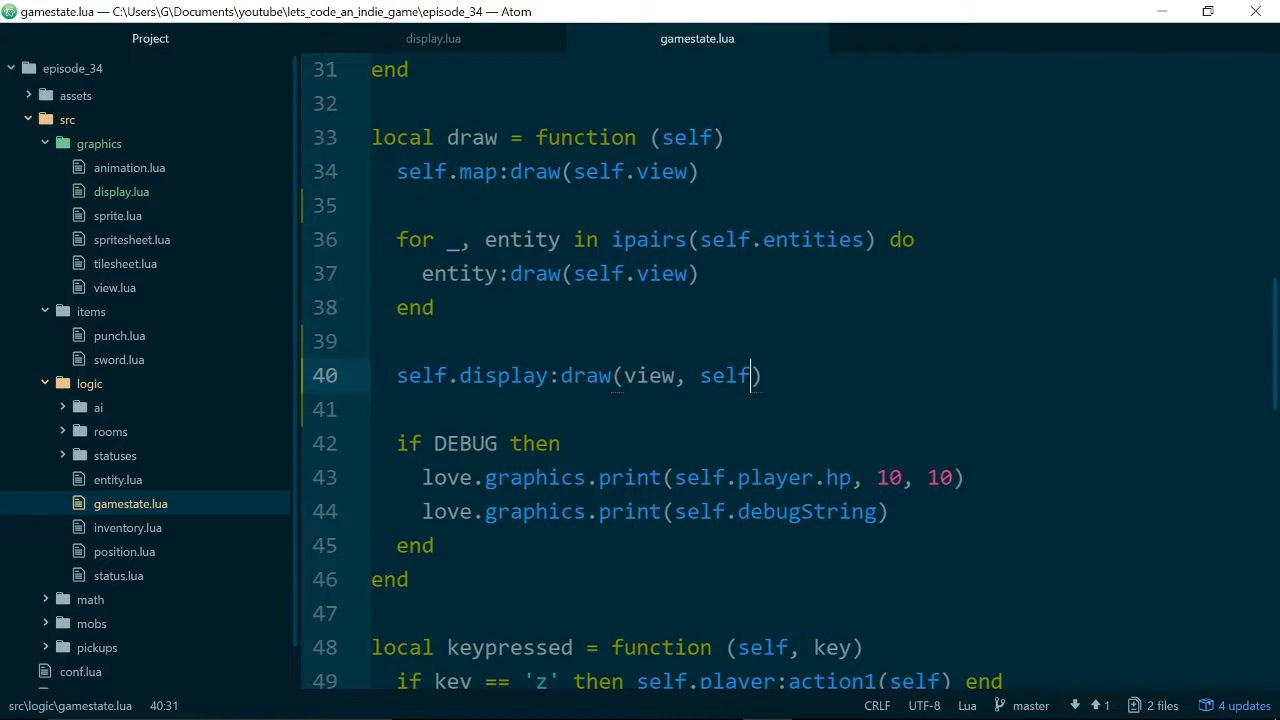 gamestate.lua — C:\Users\G\Documents\youtube\lets_code_an_indie_game\episode_34 — Atom
Project
display.lua
gamestate.lua
episode_34
assets
src
graphics
animation.lua
display.lua
sprite.lua
spritesheet.lua
tilesheet.lua
view.lua
items
punch.lua
sword.lua
logic
ai
rooms
statuses
entity.lua
gamestate.lua
inventory.lua
position.lua
status.lua
math
mobs
pickups
conf.lua
31 end
32
33 local draw = function (self)
34 self.map:draw(self.view)
35
36 for _, entity in ipairs(self.entities) do
37 entity:draw(self.view)
38 end
39
40 self.display:draw(view, self)
41
42 if DEBUG then
43 love.graphics.print(self.player.hp, 10, 10)
44 love.graphics.print(self.debugString)
45 end
46 end
47
48 local keypressed = function (self, key)
49 if key == 'z' then self.player:action1(self) end
src\logic\gamestate.lua 40:31 CRLF UTF-8 Lua master 1 2 files 4 updates